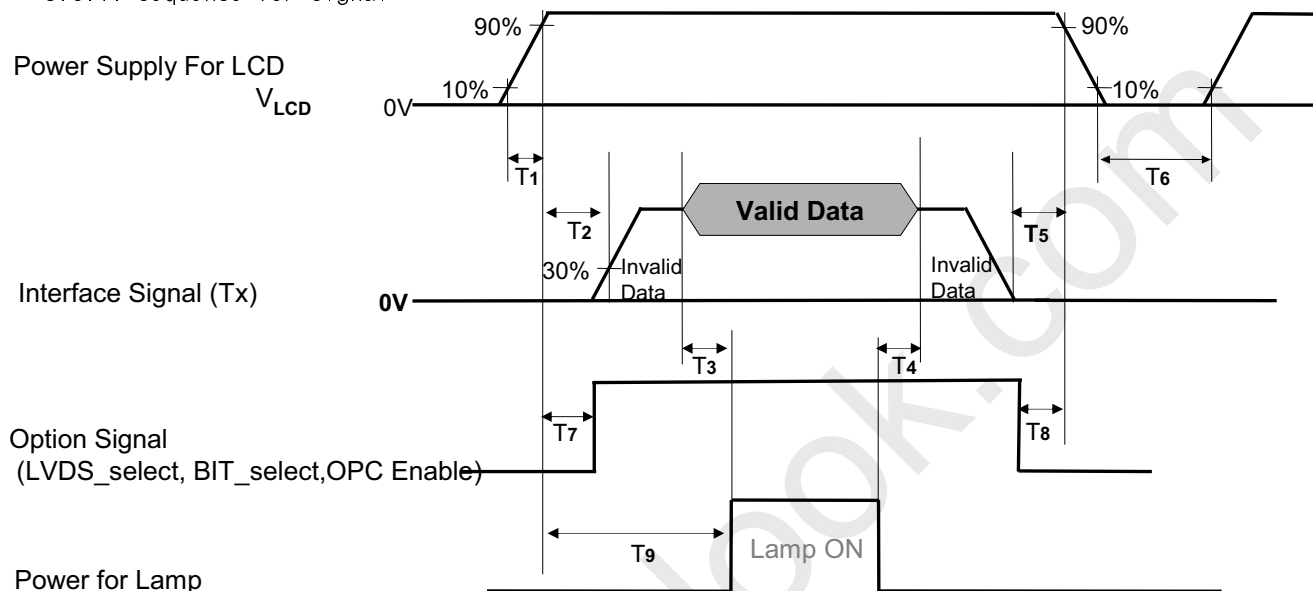 90%
90%
Power Supply For LCD
VLCD
10%
10%
0V
T1
T6
T2
Valid Data
T5
30%
Invalid
Data
Invalid
Data
Interface Signal (Tx)
0V
T3
T4
T7
T8
Option Signal
(LVDS_select, BIT_select,OPC Enable)
T9
Lamp ON
Power for Lamp